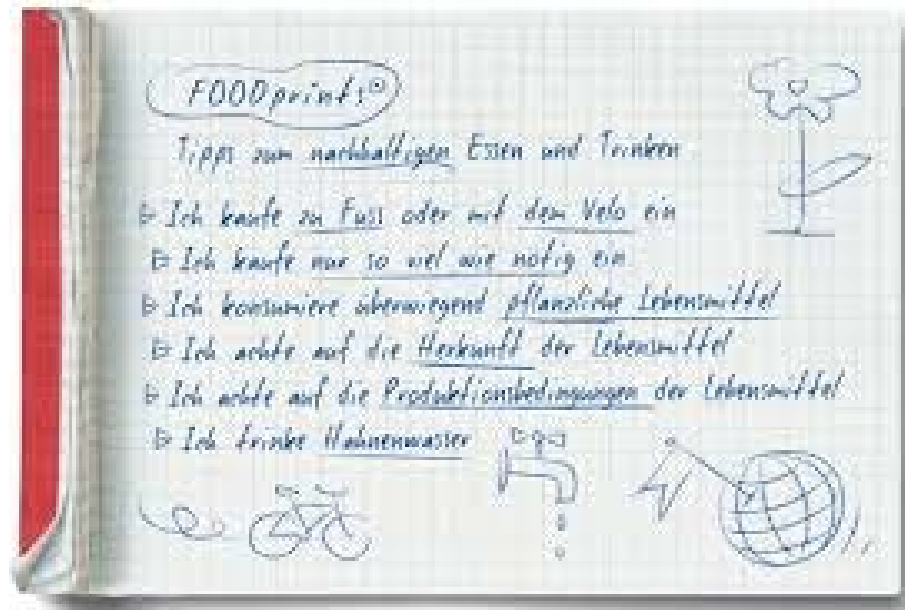 FOODprints®
Tipps zum nachhaltigen Essen und Trinken
Ich kaufe zu Fuss oder mit dem Velo ein
Ich kaufe nur so viel wie nötig ein
Ich konsumiere überwiegend pflanzliche Lebensmittel
Ich achte auf die Herkunft der Lebensmittel
Ich achte auf die Produktionsbedingungen der Lebensmittel
Ich trinke Hahnenwasser